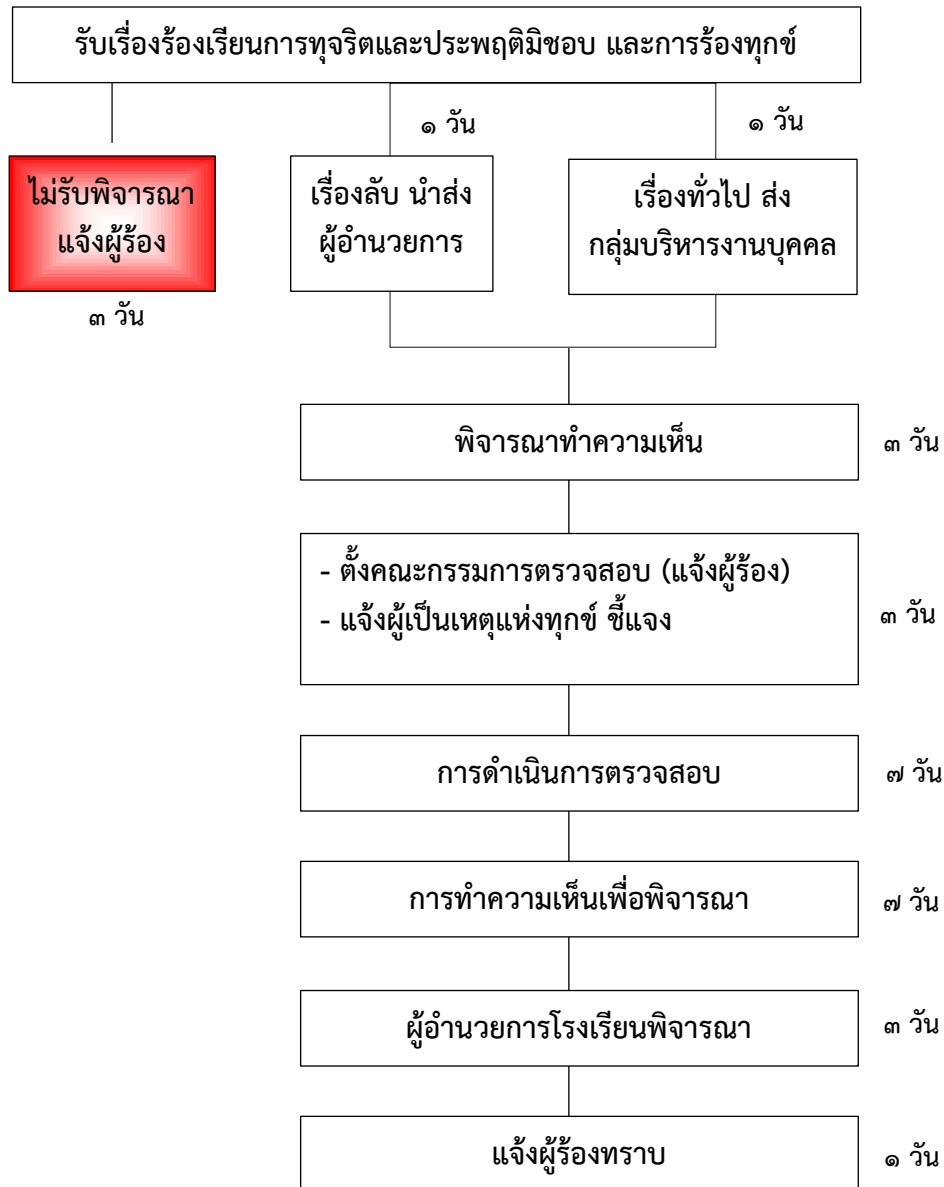 รับเรื่องร้องเรียนการทุจริตและประพฤติมิชอบ และการร้องทุกข์
๑ วัน
๑ วัน
ไม่รับพิจารณา
แจ้งผู้ร้อง
๓ วัน
เรื่องลับ นำส่ง
ผู้อำนวยการ
เรื่องทั่วไป ส่ง
กลุ่มบริหารงานบุคคล
พิจารณาทำความเห็น
๓ วัน
- ตั้งคณะกรรมการตรวจสอบ (แจ้งผู้ร้อง)
- แจ้งผู้เป็นเหตุแห่งทุกข์ ชี้แจง
๓ วัน
การดำเนินการตรวจสอบ
๗ วัน
การทำความเห็นเพื่อพิจารณา
๗ วัน
ผู้อำนวยการโรงเรียนพิจารณา
๓ วัน
แจ้งผู้ร้องทราบ
๑ วัน